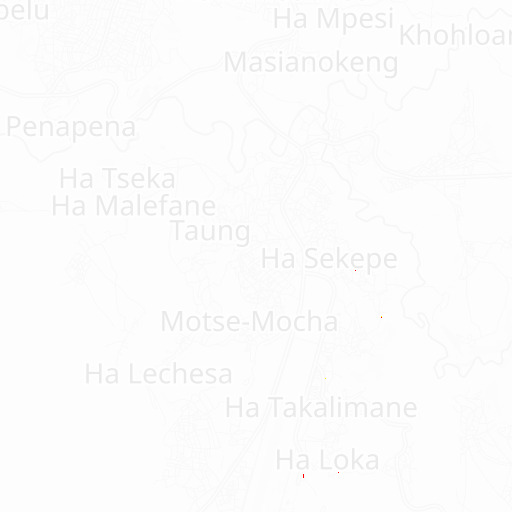 Ha Mpesi
Masianokeng
Penapena
Ha Tseka
Ha Malefane
Taung
Ha Sekepe
Motse-Mocha
Ha Lechesa
Ha Takalimane
Ha Loka